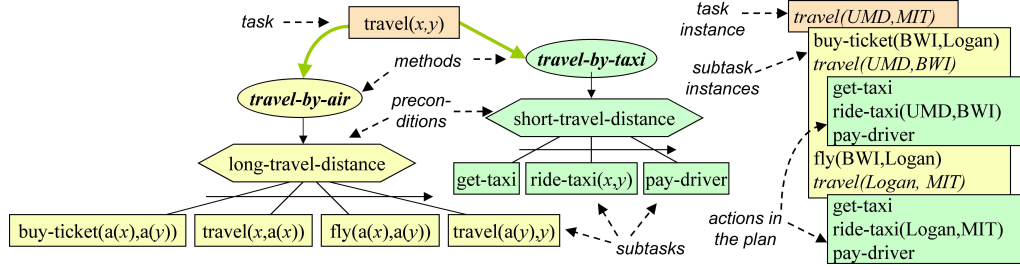 task
travel(x,y)
methods
travel-by-air
travel-by-taxi
precon-
ditions
long-travel-distance
short-travel-distance
get-taxi
ride-taxi(x,y)
pay-driver
buy-ticket(a(x),a(y))
travel(x,a(x))
fly(a(x),a(y))
travel(a(y),y)
subtasks
task
instance
travel(UMD,MIT)
subtask
instances
buy-ticket(BWI,Logan)
travel(UMD,BWI)
get-taxi
ride-taxi(UMD,BWI)
pay-driver
fly(BWI,Logan)
travel(Logan, MIT)
actions in
the plan
get-taxi
ride-taxi(Logan,MIT)
pay-driver